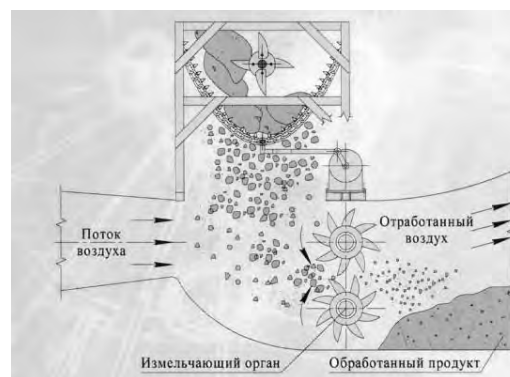 Поток
воздуха
Отработанный
воздух
Измельчающий орган
Обработанный продукт